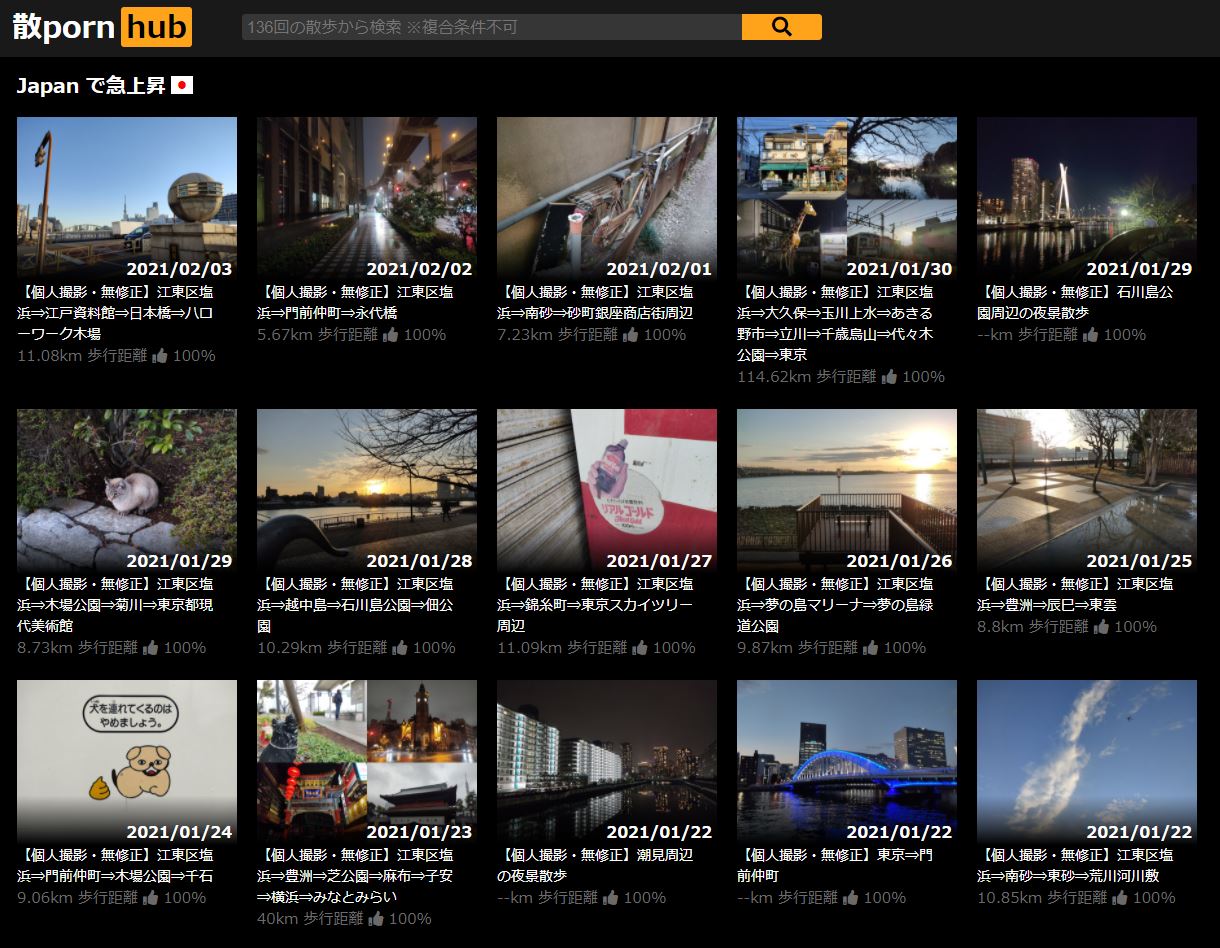 散porn hub
136回の散歩から検索 ※複合条件不可
Japan で急上昇
2021/02/03
【個人撮影・無修正】江東区塩
浜⇒江戸資料館⇒日本橋⇒ハロ
ーワーク木場
11.08km 歩行距離 100%
2021/02/02
【個人撮影・無修正】江東区塩
浜⇒門前仲町⇒永代橋
5.67km 歩行距離 100%
2021/02/01
【個人撮影・無修正】江東区塩
浜⇒南砂⇒砂町銀座商店街周辺
7.23km 歩行距離 100%
2021/01/30
【個人撮影・無修正】江東区塩
浜⇒大久保⇒玉川上水⇒あきる
野市⇒立川⇒千歳烏山⇒代々木
公園⇒東京
114.62km 歩行距離 100%
2021/01/29
【個人撮影・無修正】石川島公
園周辺の夜景散歩
--km 歩行距離 100%
2021/01/29
【個人撮影・無修正】江東区塩
浜⇒木場公園⇒菊川⇒東京都現
代美術館
8.73km 歩行距離 100%
2021/01/28
【個人撮影・無修正】江東区塩
浜⇒越中島⇒石川島公園⇒佃公
園
10.29km 歩行距離 100%
リアルゴールド
2021/01/27
【個人撮影・無修正】江東区塩
浜⇒錦糸町⇒東京スカイツリー
周辺
11.09km 歩行距離 100%
2021/01/26
【個人撮影・無修正】江東区塩
浜⇒夢の島マリーナ⇒夢の島緑
道公園
9.87km 歩行距離 100%
2021/01/25
【個人撮影・無修正】江東区塩
浜⇒豊洲⇒辰巳⇒東雲
8.8km 歩行距離 100%
犬を連れてくるのは
やめましょう。
2021/01/24
【個人撮影・無修正】江東区塩
浜⇒門前仲町⇒木場公園⇒千石
9.06km 歩行距離 100%
2021/01/23
【個人撮影・無修正】江東区塩
浜⇒豊洲⇒芝公園⇒麻布⇒子安
⇒横浜⇒みなとみらい
40km 歩行距離 100%
2021/01/22
【個人撮影・無修正】潮見周辺
の夜景散歩
--km 歩行距離 100%
2021/01/22
【個人撮影・無修正】東京⇒門
前仲町
--km 歩行距離 100%
2021/01/22
【個人撮影・無修正】江東区塩
浜⇒南砂⇒東砂⇒荒川河川敷
10.85km 歩行距離 100%